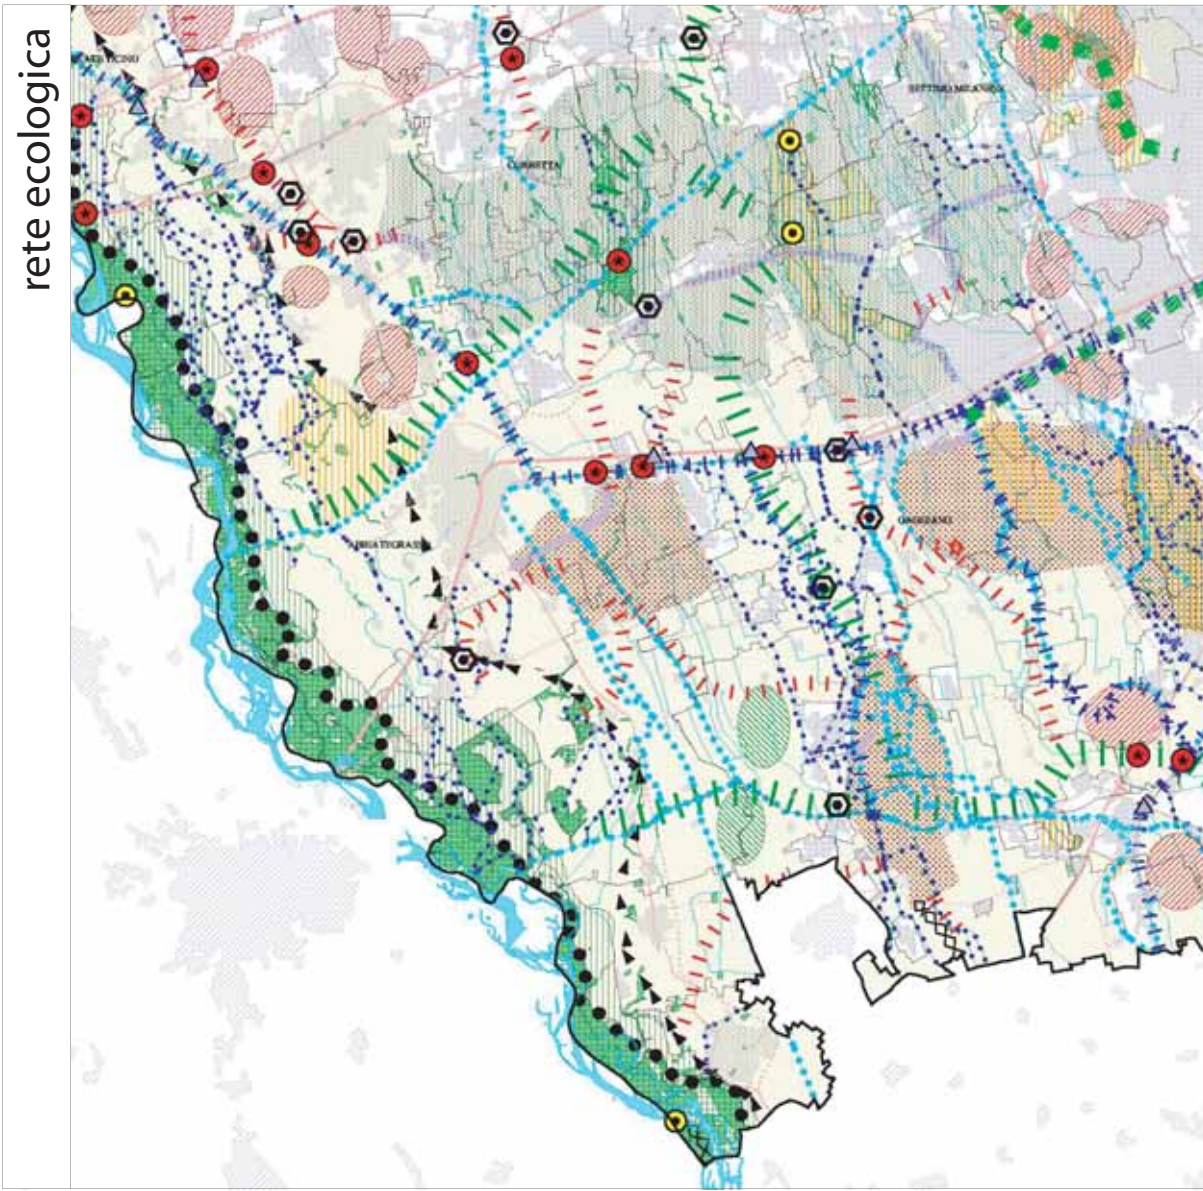 rete ecologica
CORBETTA
SETTIMO MILANESE
ABBIATEGRASSO
GAGGIANO